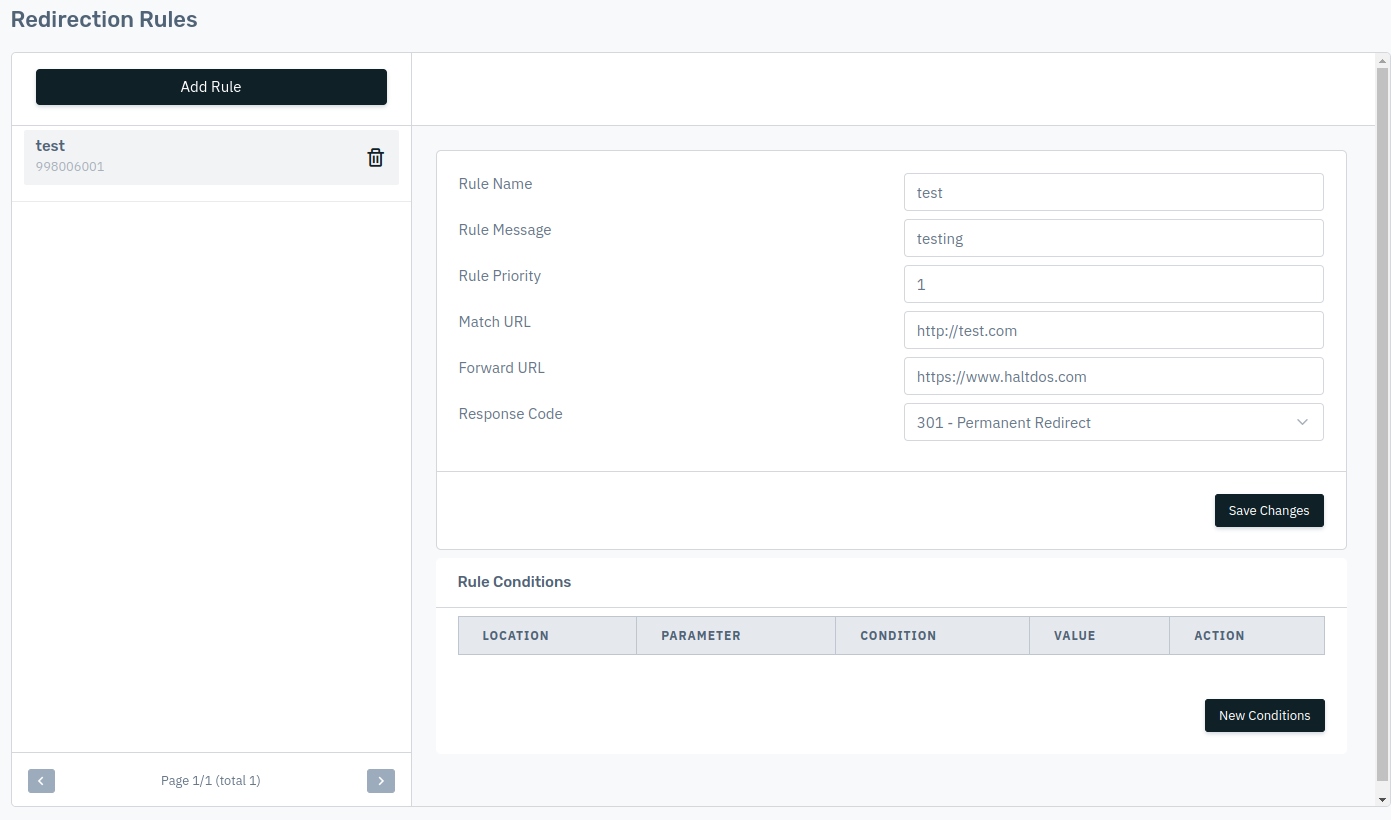 Redirection Rules
Add Rule
test
998006001
Rule Name
test
Rule Message
testing
Rule Priority
1
Match URL
http://test.com
Forward URL
https://www.haltdos.com
Response Code
301 - Permanent Redirect
Save Changes
Rule Conditions
LOCATION PARAMETER CONDITION VALUE ACTION
New Conditions
Page 1/1 (total 1)